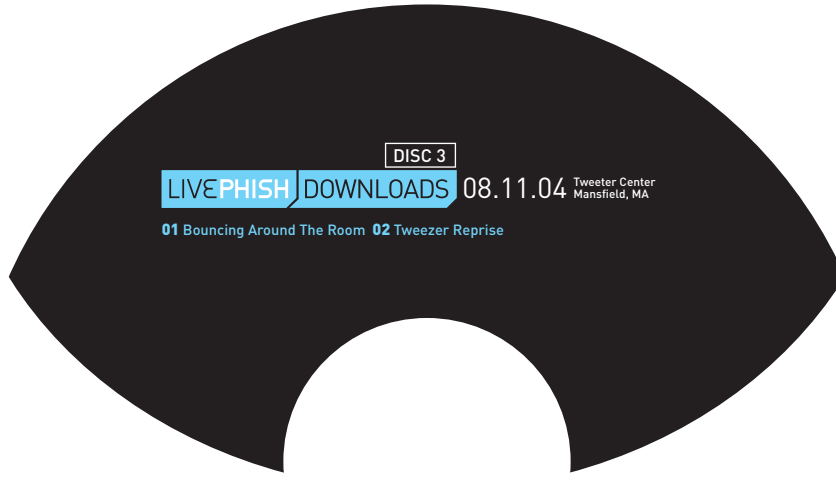 DISC 3
LIVEPHISH DOWNLOADS 08.11.04 Tweeter Center
Mansfield, MA
01 Bouncing Around The Room 02 Tweezer Reprise